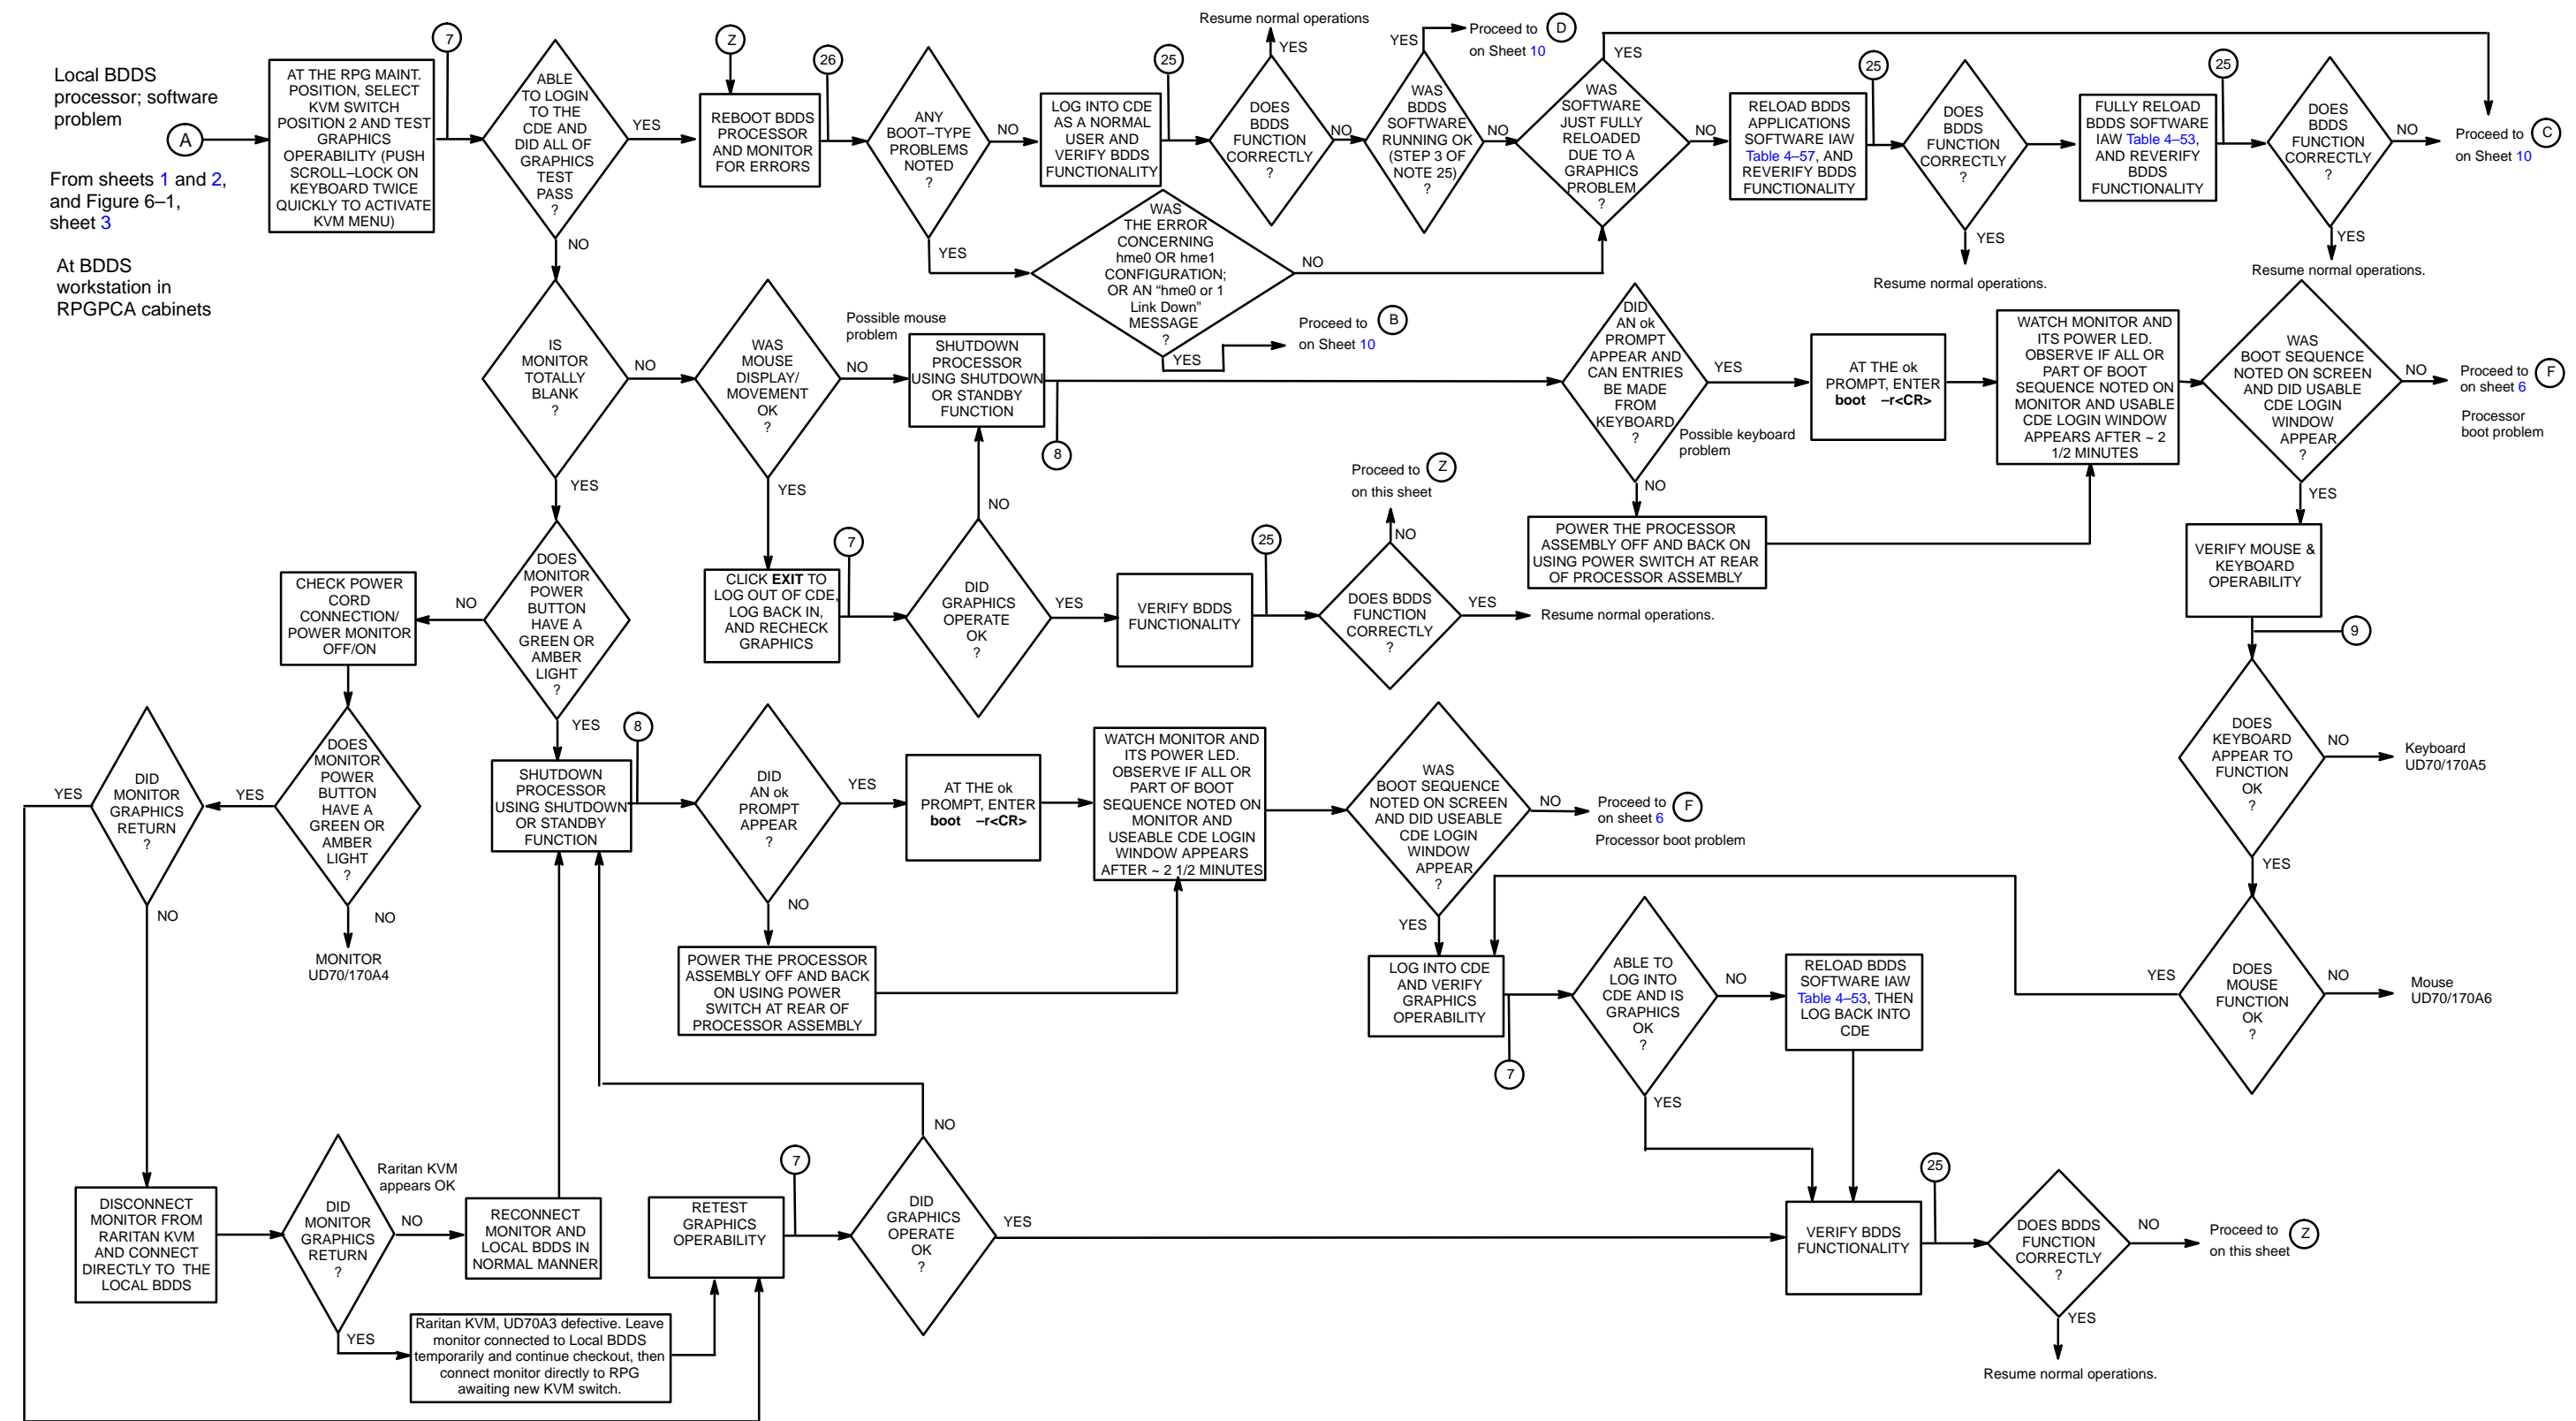 Local BDDS
processor; software
problem
A
From sheets 1 and 2,
and Figure 6–1,
sheet 3
At BDDS
workstation in
RPGPCA cabinets
AT THE RPG MAINT.
POSITION, SELECT
KVM SWITCH
POSITION 2 AND TEST
GRAPHICS
OPERABILITY (PUSH
SCROLL–LOCK ON
KEYBOARD TWICE
QUICKLY TO ACTIVATE
KVM MENU)
7
ABLE
TO LOGIN
TO THE
CDE AND
DID ALL OF
GRAPHICS
TEST
PASS
?
YES
NO
Z
REBOOT BDDS
PROCESSOR
AND MONITOR
FOR ERRORS
26
ANY
BOOT–TYPE
PROBLEMS
NOTED
?
NO
YES
LOG INTO CDE
AS A NORMAL
USER AND
VERIFY BDDS
FUNCTIONALITY
25
Resume normal operations
YES
DOES
BDDS
FUNCTION
CORRECTLY
?
NO
YES
Proceed to D
on Sheet 10
WAS
BDDS
SOFTWARE
RUNNING OK
(STEP 3 OF
NOTE 25)
?
NO
YES
WAS
SOFTWARE
JUST FULLY
RELOADED
DUE TO A
GRAPHICS
PROBLEM
?
NO
RELOAD BDDS
APPLICATIONS
SOFTWARE IAW
Table 4–57, AND
REVERIFY BDDS
FUNCTIONALITY
25
DOES
BDDS
FUNCTION
CORRECTLY
?
YES
Resume normal operations.
FULLY RELOAD
BDDS SOFTWARE
IAW Table 4–53,
AND REVERIFY
BDDS
FUNCTIONALITY
25
DOES
BDDS
FUNCTION
CORRECTLY
?
NO
YES
Resume normal operations.
Proceed to C
on Sheet 10
WAS
THE ERROR
CONCERNING
hme0 OR hme1
CONFIGURATION;
OR AN “hme0 or 1
Link Down”
MESSAGE
?
NO
YES
Proceed to B
on Sheet 10
IS
MONITOR
TOTALLY
BLANK
?
NO
YES
WAS
MOUSE
DISPLAY/
MOVEMENT
OK
?
Possible mouse
problem
NO
YES
SHUTDOWN
PROCESSOR
USING SHUTDOWN
OR STANDBY
FUNCTION
8
DID
AN ok
PROMPT
APPEAR AND
CAN ENTRIES
BE MADE
FROM
KEYBOARD
?
YES
NO
Possible keyboard
problem
AT THE ok
PROMPT, ENTER
boot –r<CR>
WATCH MONITOR AND
ITS POWER LED.
OBSERVE IF ALL OR
PART OF BOOT
SEQUENCE NOTED ON
MONITOR AND USABLE
CDE LOGIN WINDOW
APPEARS AFTER ~ 2
1/2 MINUTES
WAS
BOOT SEQUENCE
NOTED ON SCREEN
AND DID USABLE
CDE LOGIN
WINDOW
APPEAR
?
NO
YES
Proceed to F
on sheet 6
Processor
boot problem
POWER THE PROCESSOR
ASSEMBLY OFF AND BACK ON
USING POWER SWITCH AT REAR
OF PROCESSOR ASSEMBLY
VERIFY MOUSE &
KEYBOARD
OPERABILITY
9
DOES
MONITOR
POWER
BUTTON
HAVE A
GREEN OR
AMBER
LIGHT
?
NO
YES
CHECK POWER
CORD
CONNECTION/
POWER MONITOR
OFF/ON
CLICK EXIT TO
LOG OUT OF CDE,
LOG BACK IN,
AND RECHECK
GRAPHICS
7
DID
GRAPHICS
OPERATE
OK
?
NO
YES
VERIFY BDDS
FUNCTIONALITY
25
Proceed to Z
on this sheet
NO
DOES BDDS
FUNCTION
CORRECTLY
?
YES
Resume normal operations.
DOES
KEYBOARD
APPEAR TO
FUNCTION
OK
?
NO
YES
Keyboard
UD70/170A5
YES
DID
MONITOR
GRAPHICS
RETURN
?
NO
YES
DOES
MONITOR
POWER
BUTTON
HAVE A
GREEN OR
AMBER
LIGHT
?
NO
MONITOR
UD70/170A4
SHUTDOWN
PROCESSOR
USING SHUTDOWN
OR STANDBY
FUNCTION
8
DID
AN ok
PROMPT
APPEAR
?
YES
NO
AT THE ok
PROMPT, ENTER
boot –r<CR>
WATCH MONITOR AND
ITS POWER LED.
OBSERVE IF ALL OR
PART OF BOOT
SEQUENCE NOTED ON
MONITOR AND
USEABLE CDE LOGIN
WINDOW APPEARS
AFTER ~ 2 1/2 MINUTES
WAS
BOOT SEQUENCE
NOTED ON SCREEN
AND DID USEABLE
CDE LOGIN
WINDOW
APPEAR
?
NO
YES
Proceed to F
on sheet 6
Processor boot problem
POWER THE PROCESSOR
ASSEMBLY OFF AND BACK
ON USING POWER
SWITCH AT REAR OF
PROCESSOR ASSEMBLY
LOG INTO CDE
AND VERIFY
GRAPHICS
OPERABILITY
7
ABLE TO
LOG INTO
CDE AND IS
GRAPHICS
OK
?
NO
YES
RELOAD BDDS
SOFTWARE IAW
Table 4–53, THEN
LOG BACK INTO
CDE
YES
DOES
MOUSE
FUNCTION
OK
?
NO
Mouse
UD70/170A6
DISCONNECT
MONITOR FROM
RARITAN KVM
AND CONNECT
DIRECTLY TO THE
LOCAL BDDS
DID
MONITOR
GRAPHICS
RETURN
?
Raritan KVM
appears OK
NO
YES
RECONNECT
MONITOR AND
LOCAL BDDS IN
NORMAL MANNER
Raritan KVM, UD70A3 defective. Leave
monitor connected to Local BDDS
temporarily and continue checkout, then
connect monitor directly to RPG
awaiting new KVM switch.
RETEST
GRAPHICS
OPERABILITY
7
NO
DID
GRAPHICS
OPERATE
OK
?
YES
VERIFY BDDS
FUNCTIONALITY
25
DOES BDDS
FUNCTION
CORRECTLY
?
NO
YES
Proceed to Z
on this sheet
Resume normal operations.